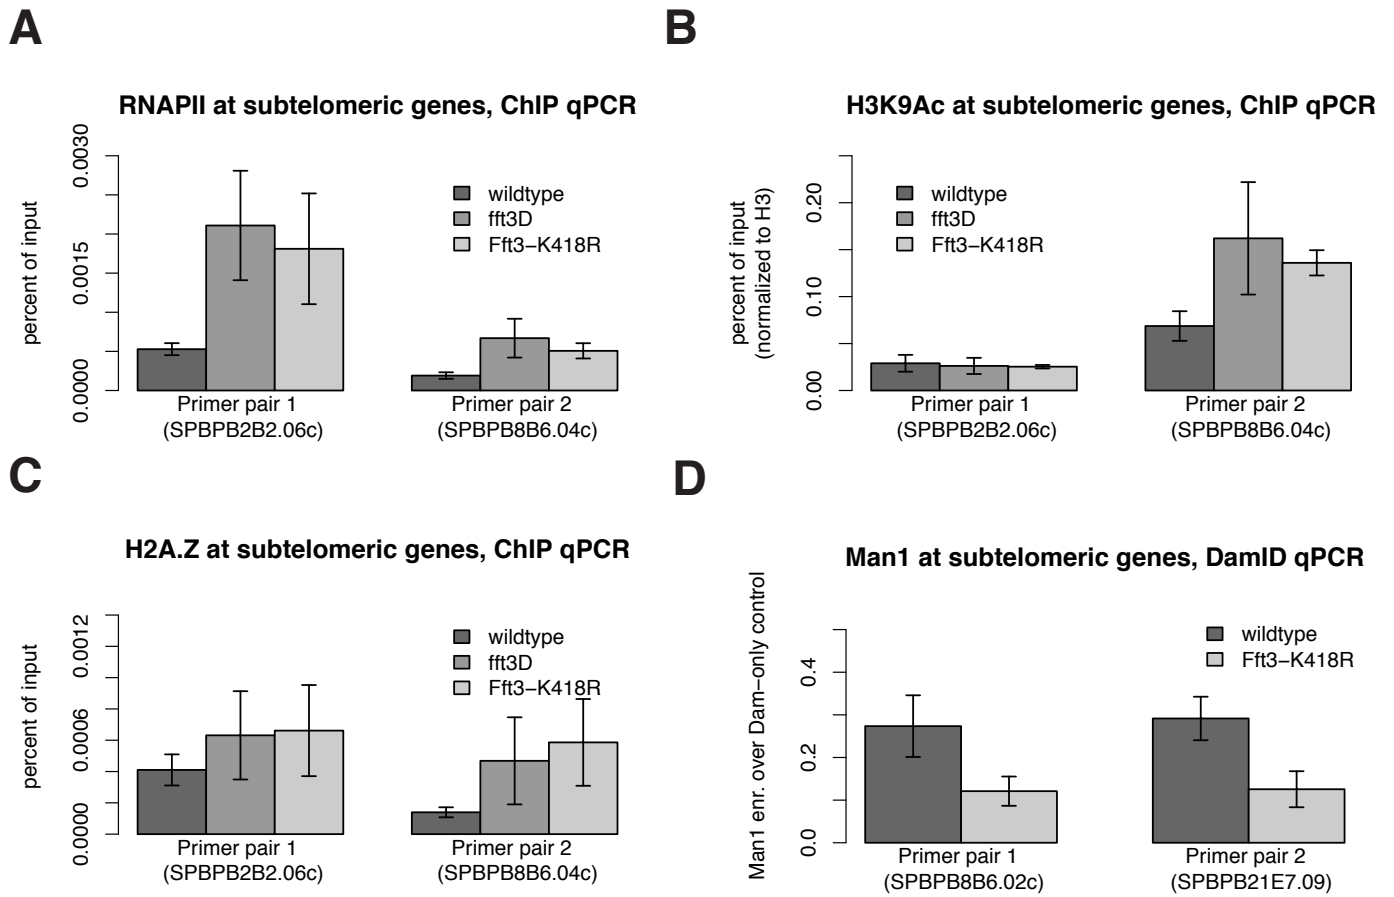 A
RNAPII at subtelomeric genes, ChIP qPCR
percent of input
0.0000 0.0015 0.0030
wildtype
fft3D
Fft3−K418R
Primer pair 1
(SPBPB2B2.06c)
Primer pair 2
(SPBPB8B6.04c)
B
H3K9Ac at subtelomeric genes, ChIP qPCR
percent of input
(normalized to H3)
0.00 0.10 0.20
wildtype
fft3D
Fft3−K418R
Primer pair 1
(SPBPB2B2.06c)
Primer pair 2
(SPBPB8B6.04c)
C
H2A.Z at subtelomeric genes, ChIP qPCR
percent of input
0.0000 0.0006 0.0012
wildtype
fft3D
Fft3−K418R
Primer pair 1
(SPBPB2B2.06c)
Primer pair 2
(SPBPB8B6.04c)
D
Man1 at subtelomeric genes, DamID qPCR
Man1 enr. over Dam−only control
0.0 0.2 0.4
wildtype
Fft3−K418R
Primer pair 1
(SPBPB8B6.02c)
Primer pair 2
(SPBPB21E7.09)